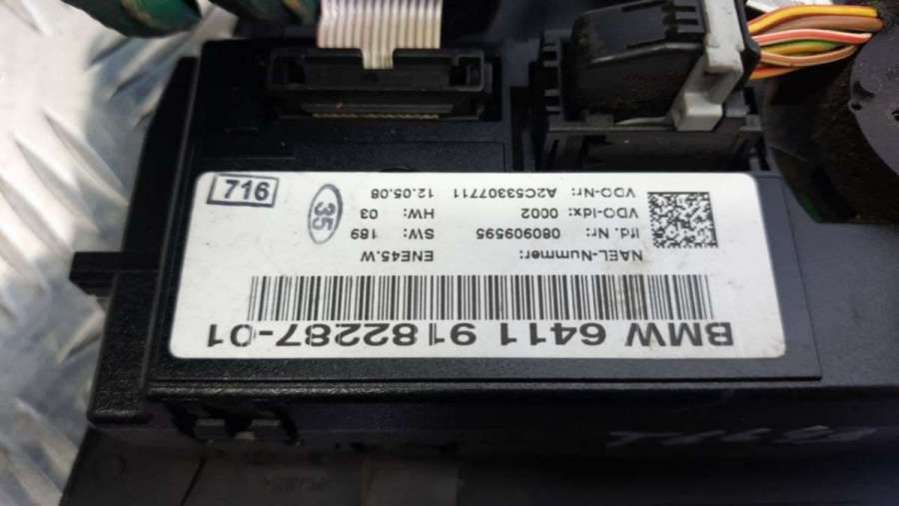 BMW 6411 9182287-01
NAEL-Nummer: ENE45.W
lfd. Nr: 080909595 SW: 189
VDO-Idx: 0002 HW: 03
VDO-Nr: A2C53307711 12.05.08
35
716